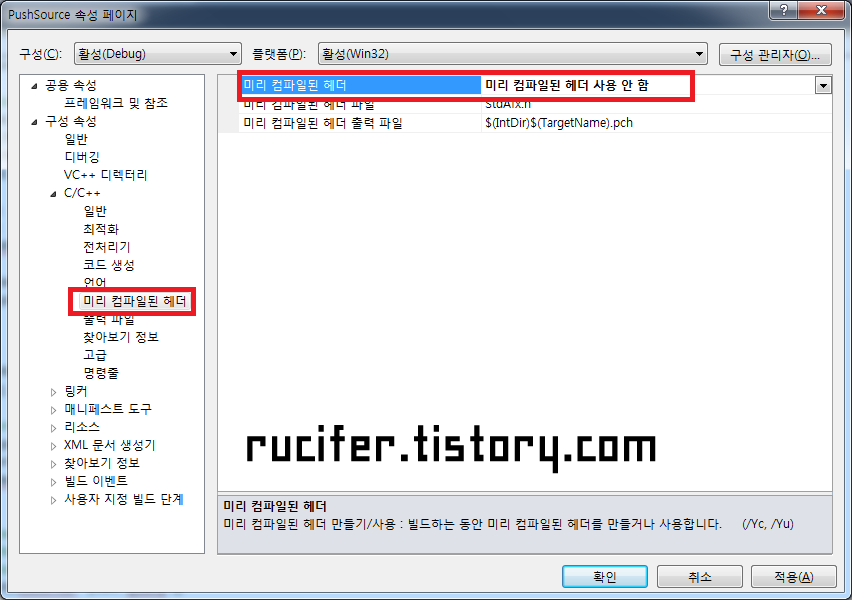 PushSource 속성 페이지
구성(C): 활성(Debug) 플랫폼(P): 활성(Win32) 구성 관리자(O)...
공용 속성
프레임워크 및 참조
구성 속성
일반
디버깅
VC++ 디렉터리
C/C++
일반
최적화
전처리기
코드 생성
언어
미리 컴파일된 헤더
출력 파일
찾아보기 정보
고급
명령줄
링커
매니페스트 도구
리소스
XML 문서 생성기
찾아보기 정보
빌드 이벤트
사용자 지정 빌드 단계
미리 컴파일된 헤더 미리 컴파일된 헤더 사용 안 함
미리 컴파일된 헤더 파일 StdAfx.h
미리 컴파일된 헤더 출력 파일 $(IntDir)$(TargetName).pch
rucifer.tistory.com
미리 컴파일된 헤더
미리 컴파일된 헤더 만들기/사용 : 빌드하는 동안 미리 컴파일된 헤더를 만들거나 사용합니다. (/Yc, /Yu)
확인 취소 적용(A)